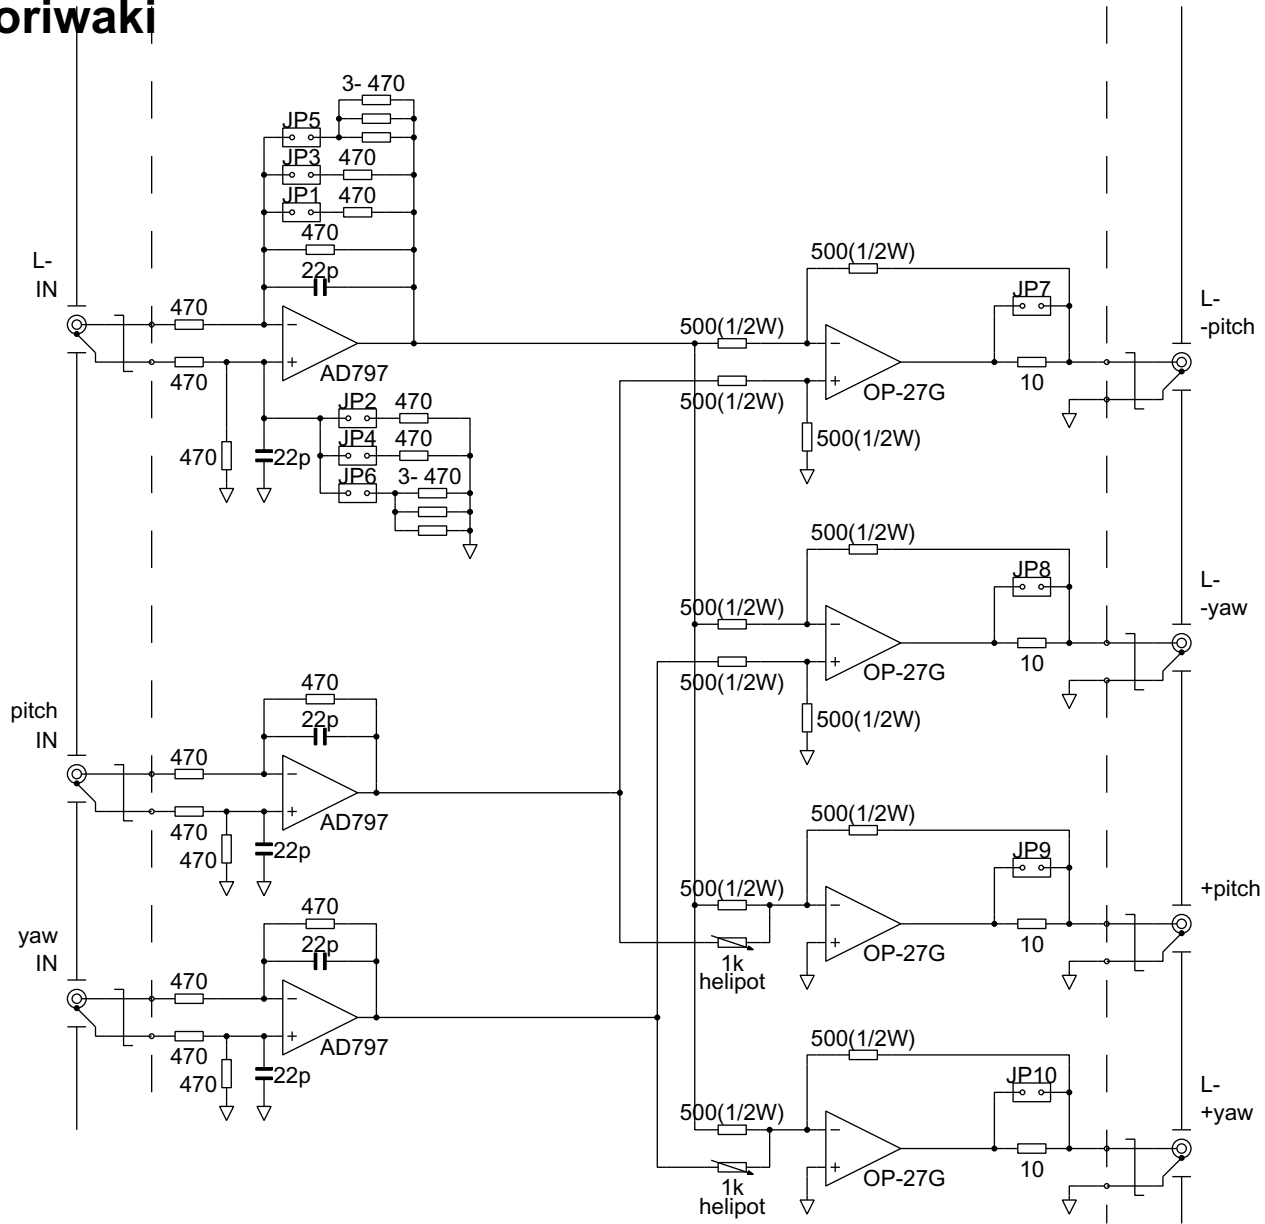 oriwaki
3- 470
JP5
JP3
470
JP1
470
470
22p
L-
IN
470
470
AD797
470
22p
JP2
470
JP4
470
JP6
3- 470
500(1/2W)
JP7
L-
-pitch
500(1/2W)
500(1/2W)
OP-27G
10
500(1/2W)
500(1/2W)
JP8
L-
-yaw
500(1/2W)
500(1/2W)
OP-27G
10
500(1/2W)
pitch
IN
470
22p
470
470
AD797
470
22p
500(1/2W)
JP9
+pitch
500(1/2W)
OP-27G
10
1k
helipot
yaw
IN
470
22p
470
470
AD797
470
22p
500(1/2W)
JP10
L-
+yaw
500(1/2W)
OP-27G
10
1k
helipot